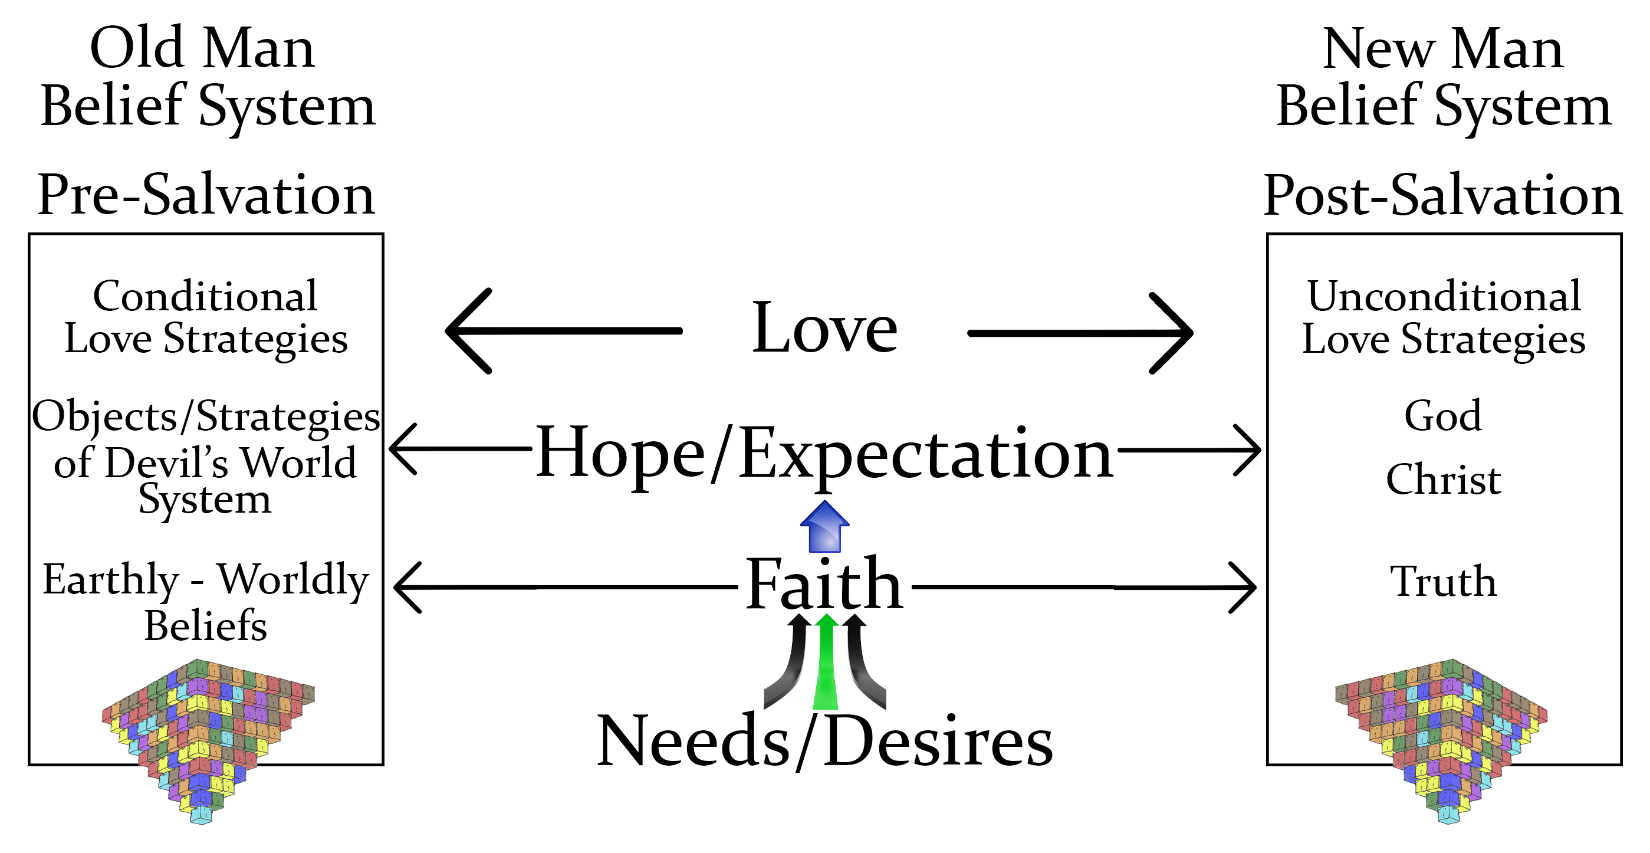 Old Man
Belief System
Pre-Salvation
Conditional
Love Strategies
Objects/Strategies
of Devil's World
System
Earthly - Worldly
Beliefs
Love
Hope/Expectation
Faith
Needs/Desires
New Man
Belief System
Post-Salvation
Unconditional
Love Strategies
God
Christ
Truth